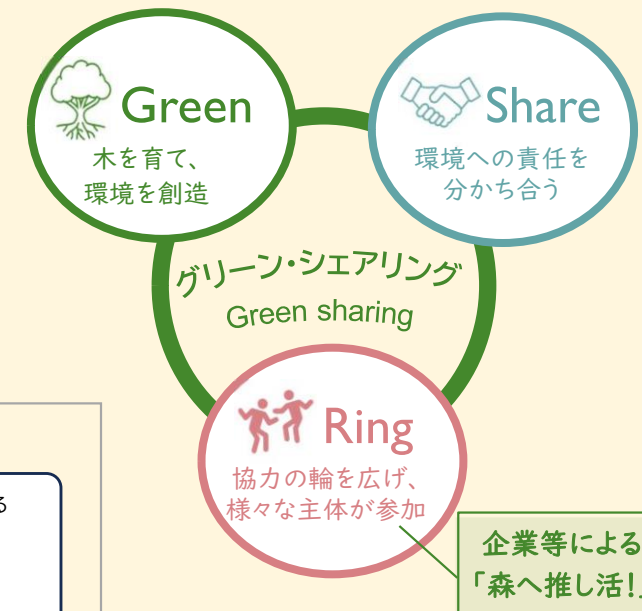 Green
木を育て、
環境を創造
Share
環境への責任を
分かち合う
グリーン・シェアリング
Green sharing
Ring
協力の輪を広げ、
様々な主体が参加
る
企業等による
「森へ推し活!」